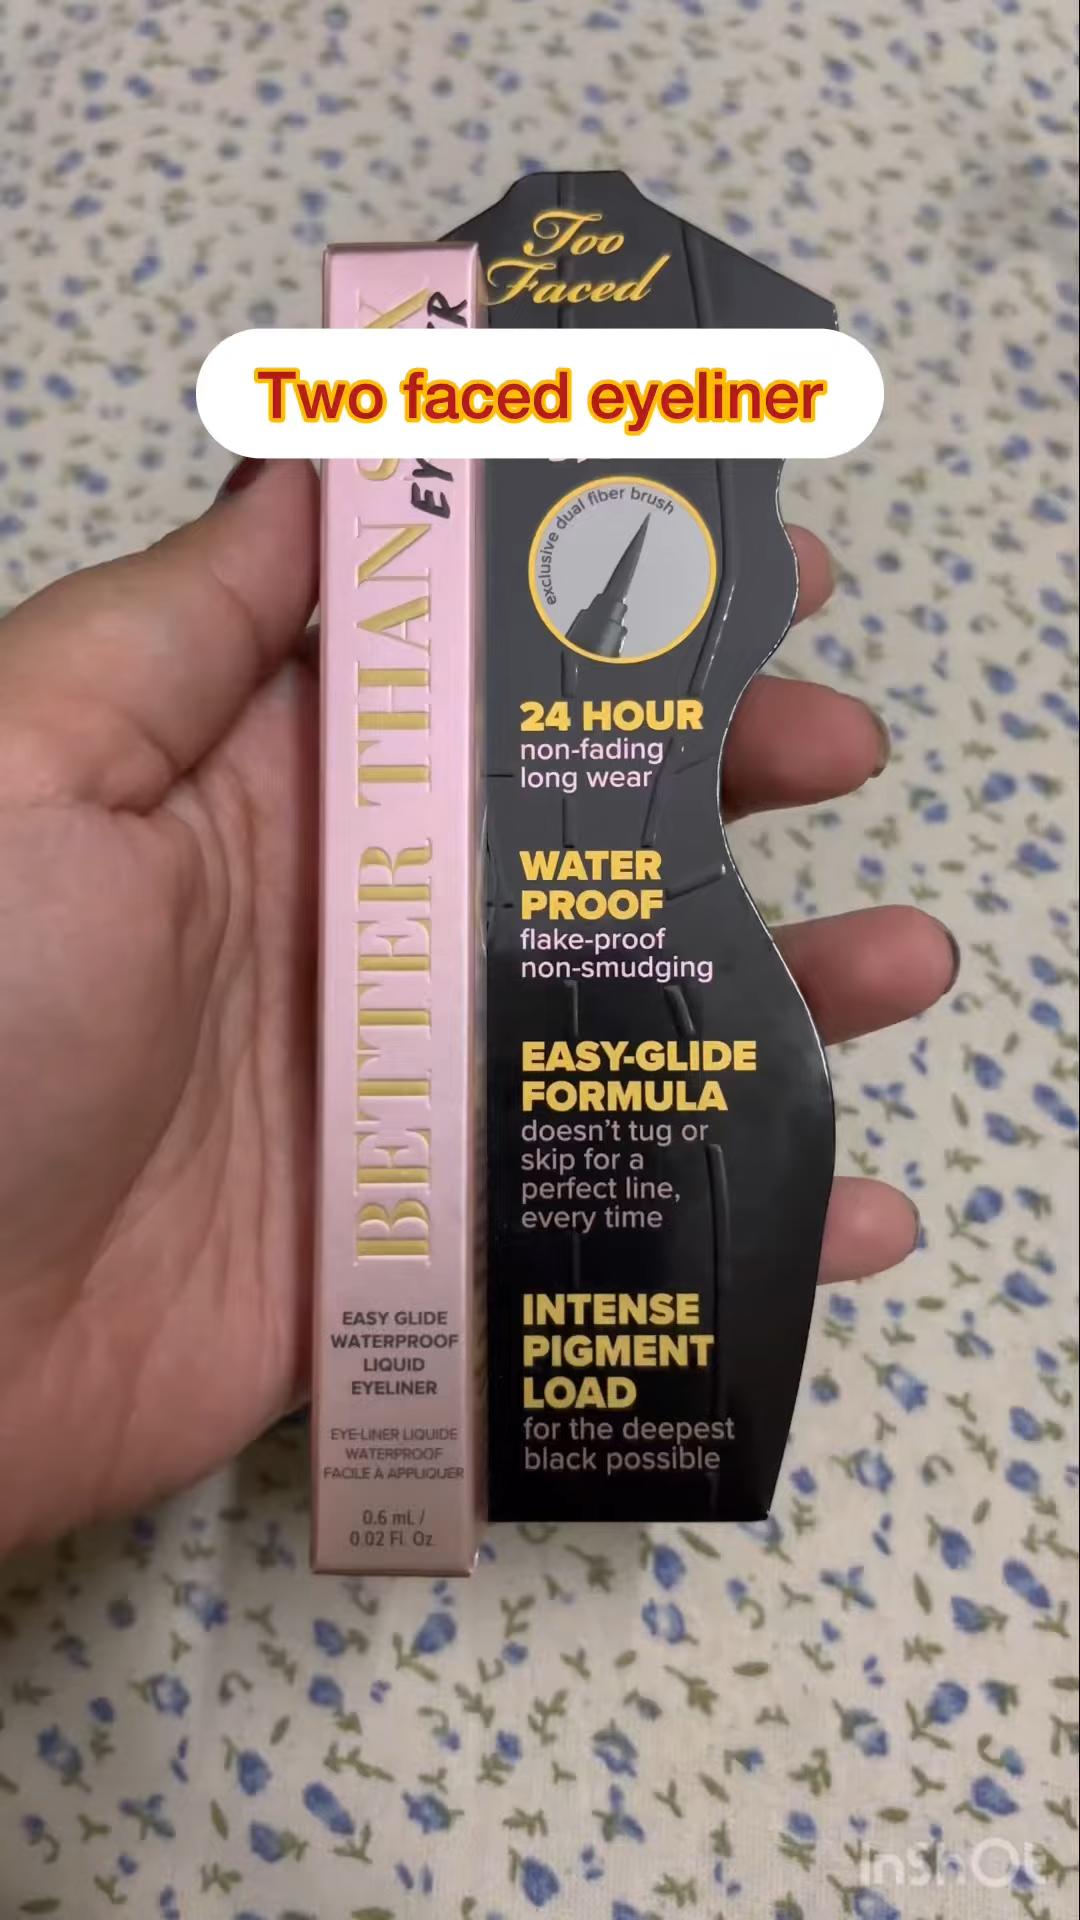 Too
Faced
Two faced eyeliner
BETTER THAN
exclusive dual fiber brush
24 HOUR
non-fading
long wear
WATER
PROOF
flake-proof
non-smudging
EASY-GLIDE
FORMULA
doesn't tug or
skip for a
perfect line,
every time
INTENSE
PIGMENT
LOAD
for the deepest
black possible
EASY GLIDE
WATERPROOF
LIQUID
EYELINER
EYE-LINER LIQUIDE
WATERPROOF
FACILE À APPLIQUER
0.6 mL /
0.02 Fl. Oz.
InShOt